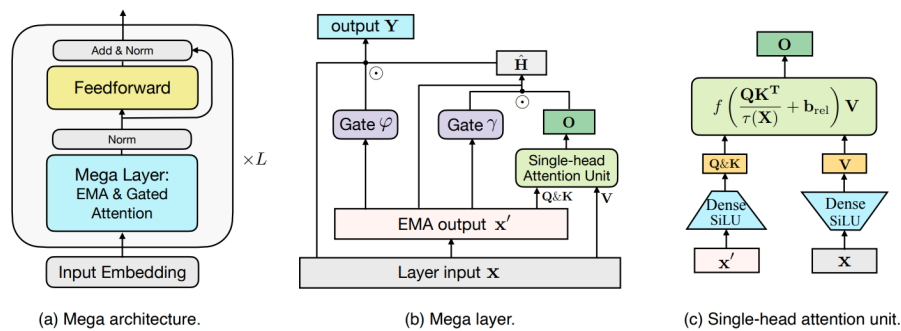 Add & Norm
Feedforward
Norm
Mega Layer:
EMA & Gated
Attention
Input Embedding
×L
(a) Mega architecture.
output Y
Ĥ
⊙
⊙
Gate φ
Gate γ
O
Single-head
Attention Unit
Q&K
V
EMA output x′
Layer input x
(b) Mega layer.
O
f(QKᵀ/τ(X) + b_rel) V
Q&K
V
Dense
SiLU
Dense
SiLU
x′
x
(c) Single-head attention unit.